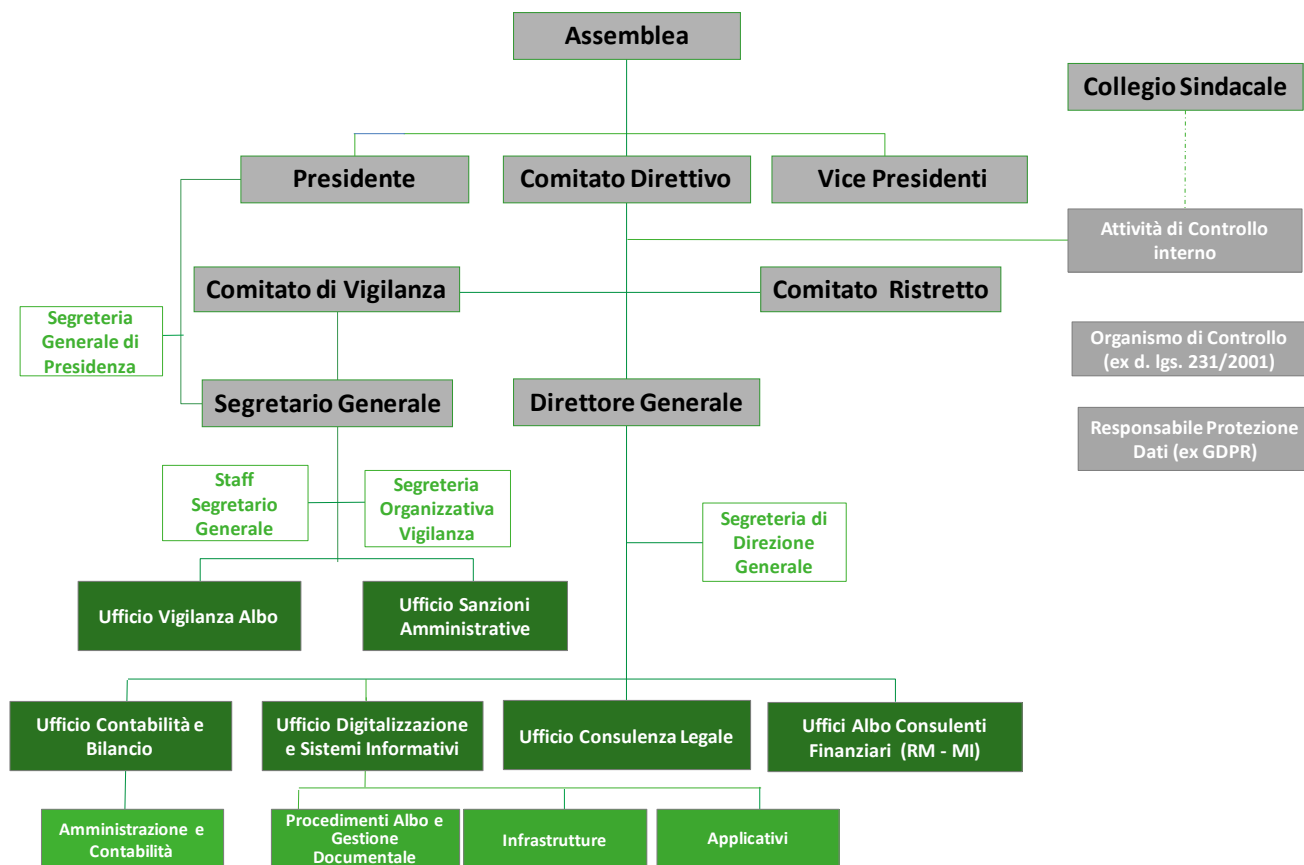 Assemblea
Collegio Sindacale
Presidente
Comitato Direttivo
Vice Presidenti
Attività di Controllo
interno
Comitato di Vigilanza
Comitato Ristretto
Segreteria
Generale di
Presidenza
Organismo di Controllo
(ex d. lgs. 231/2001)
Segretario Generale
Direttore Generale
Responsabile Protezione
Dati (ex GDPR)
Staff
Segretario
Generale
Segreteria
Organizzativa
Vigilanza
Segreteria di
Direzione
Generale
Ufficio Vigilanza Albo
Ufficio Sanzioni
Amministrative
Ufficio Contabilità e
Bilancio
Ufficio Digitalizzazione
e Sistemi Informativi
Ufficio Consulenza Legale
Uffici Albo Consulenti
Finanziari (RM - MI)
Amministrazione e
Contabilità
Procedimenti Albo e
Gestione
Documentale
Infrastrutture
Applicativi